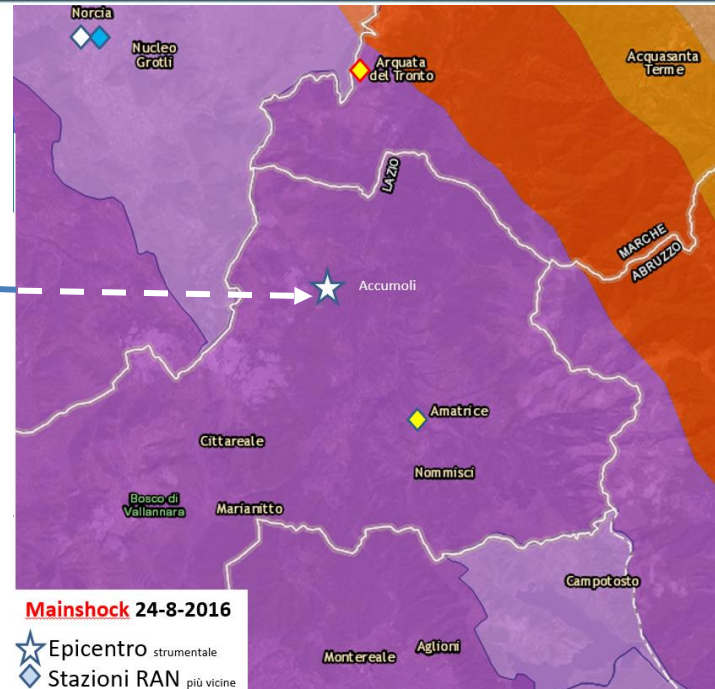 Norcia
Nucleo
Grotli
Arquata
del Tronto
Acquasanta
Terme
LAZIO
MARCHE
ABRUZZO
Accumoli
Amatrice
Cittareale
Nommisci
Bosco di
Vallannara
Marianitto
Campotosto
Mainshock 24-8-2016
Epicentro strumentale
Stazioni RAN più vicine
Montereale
Aglioni